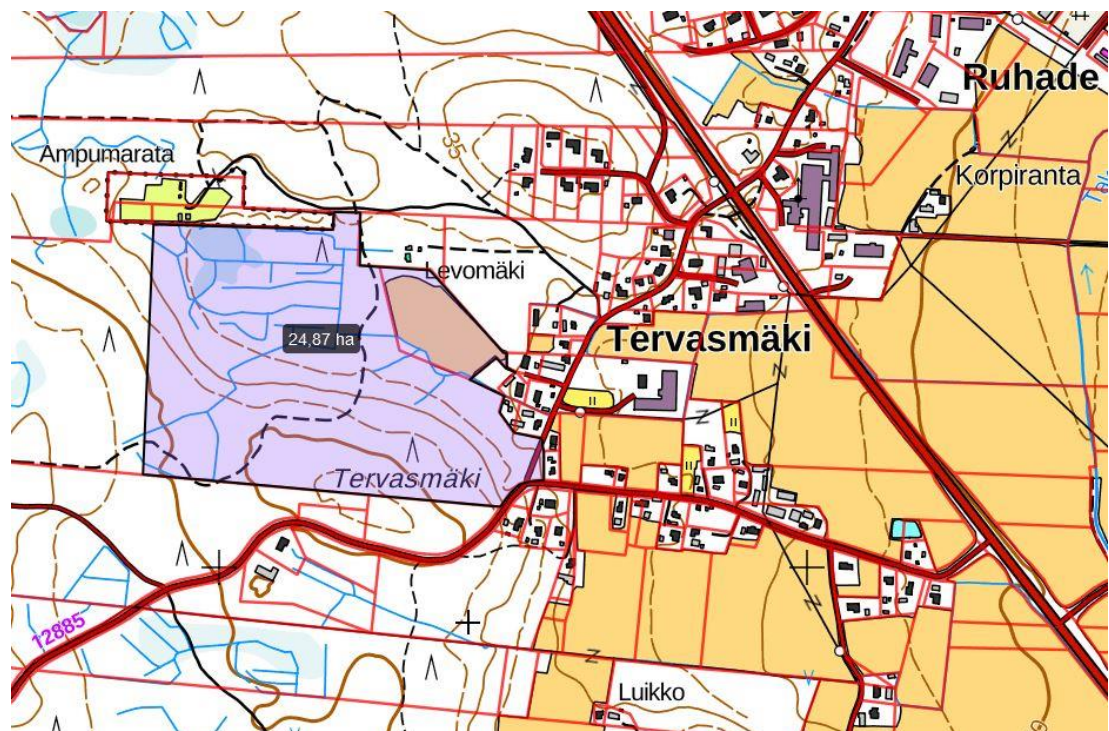 Ruhade
35
Ampumarata
Korpiranta
Levomäki
24,87 ha
Tervasmäki
Tervasmäki
12885
Luikko